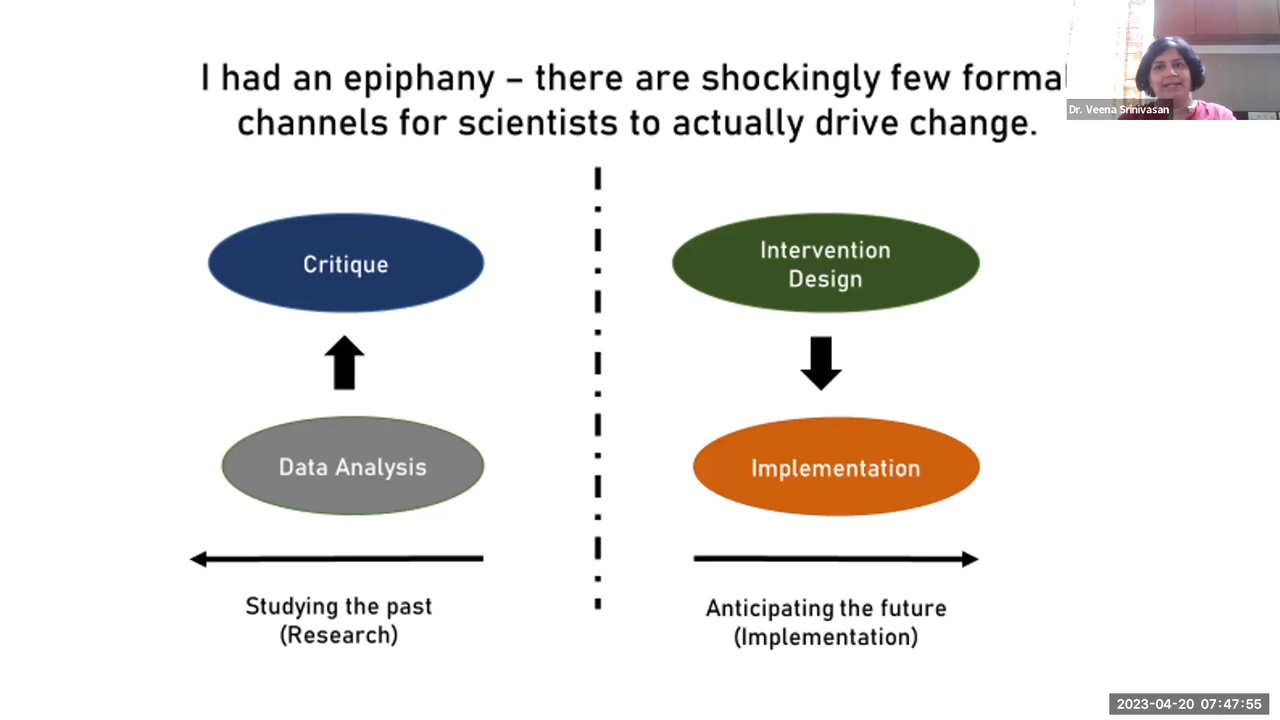 I had an epiphany – there are shockingly few formal
channels for scientists to actually drive change.
Dr. Veena Srinivasan
Critique
Intervention
Design
Data Analysis
Implementation
Studying the past
(Research)
Anticipating the future
(Implementation)
2023-04-20 07:47:55